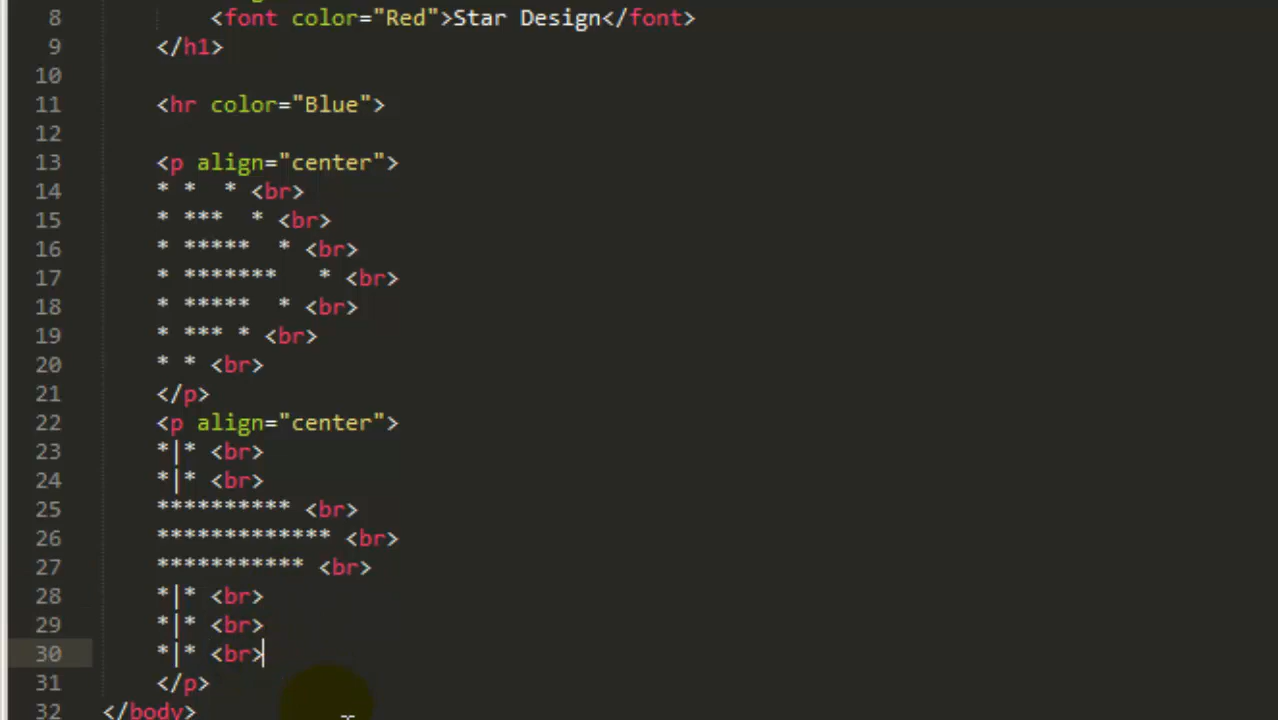 8 <font color="Red">Star Design</font>
9 </h1>
10
11 <hr color="Blue">
12
13 <p align="center">
14 * *  * <br>
15 * ***  * <br>
16 * *****  * <br>
17 * *******   * <br>
18 * *****  * <br>
19 * *** * <br>
20 * * <br>
21 </p>
22 <p align="center">
23 *|* <br>
24 *|* <br>
25 ********** <br>
26 ************* <br>
27 *********** <br>
28 *|* <br>
29 *|* <br>
30 *|* <br>
31 </p>
32 </body>